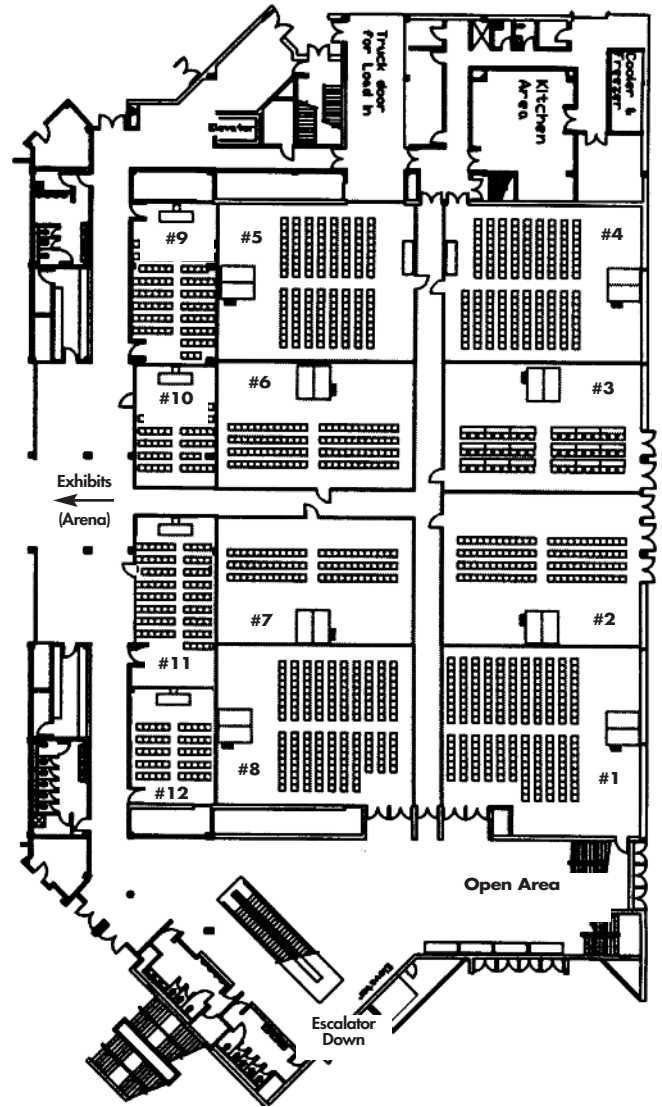 Truck door
for Load in
Cooler &
Freezer
Kitchen
Area
Elevator
#9
#5
#4
#6
#3
#10
Exhibits
(Arena)
#7
#2
#11
#8
#12
#1
Open Area
Elevator
Escalator
Down